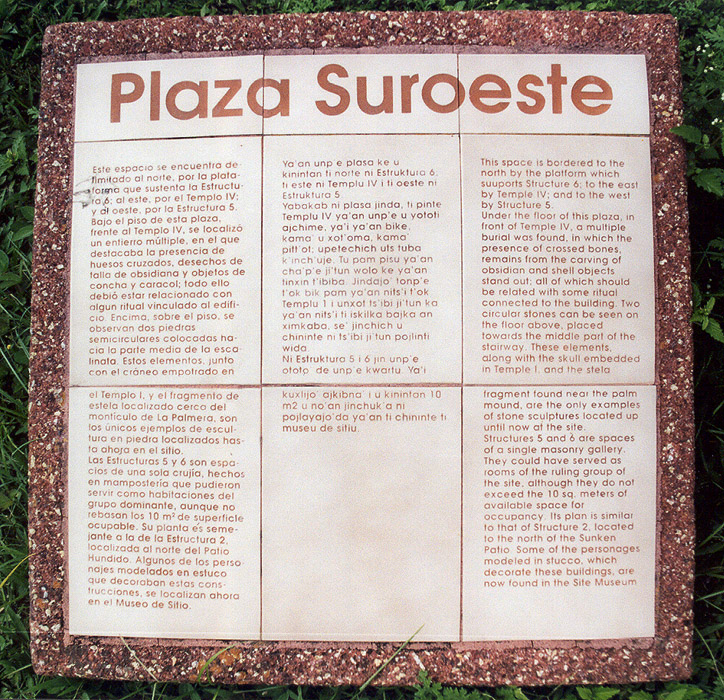 Plaza Suroeste
Este espacio se encuentra de-
limitado al norte, por la plata-
forma que sustenta la Estructu-
ra 6; al este, por el Templo IV;
y al oeste, por la Estructura 5.
Bajo el piso de esta plaza,
frente al Templo IV, se localizó
un entierro múltiple, en el que
destacaba la presencia de
huesos cruzados, desechos de
talla de obsidiana y objetos de
concha y caracol; todo ello
debió estar relacionado con
algun ritual vinculado al edifi-
cio. Encima, sobre el piso, se
observan dos piedras
semicirculares colocadas ha-
cia la parte media de la esca-
linata. Estos elementos, junto
con el cráneo empotrado en
el Templo I, y el fragmento de
estela localizado cerca del
montículo de La Palmera, son
los únicos ejemplos de escul-
tura en piedra localizados has-
ta ahora en el sitio.
Las Estructuras 5 y 6 son espa-
cios de una sola crujía, hechos
en mampostería que pudieron
servir como habitaciones del
grupo dominante, aunque no
rebasan los 10 m² de superficie
ocupable. Su planta es seme-
jante a la de la Estructura 2,
localizada al norte del Patio
Hundido. Algunos de los perso-
najes modelados en estuco
que decoraban estas cons-
trucciones, se localizan ahora
en el Museo de Sitio.
Ya'an unp'e plasa ke u
kinintan ti norte ni Estruktura 6,
ti este ni Templu IV i ti oeste ni
Estruktura 5
Yabakab ni plasa jinda, ti pinte
Templu IV ya'an unp'e u yototi
ajchime, ya'i ya'an bike,
kama' u xot'oma, kama'
pitt'ot; upetechich uts tuba
k'inch'uje. Tu pam pisu ya'an
cha'p'e ji'tun wolo ke ya'an
tinxin t'ibiba. Jindajo' tonp'e
t'ok bik pam ya'an nits'i t'ok
Templu 1 i unxot ts'ibi ji'tun ka
ya'an nits'i ti iskilka bajka an
ximkaba, se' jinchich u
chininte ni ts'ibi ji'tun pojlinti
wida.
Ni Estruktura 5 i 6 jin unp'e
ototo de unp'e kwartu. Ya'i
kuxlijo' ajkibna' i u kinintan 10
m2 u no'an jinchuk'a ni
pojlayajo'da ya'an ti chininte ti
museu de sitiu.
This space is bordered to the
north by the platform which
suuports Structure 6; to the east
by Temple IV; and to the west
by Structure 5.
Under the floor of this plaza, in
front of Temple IV, a multiple
burial was found, in which the
presence of crossed bones,
remains from the carving of
obsidian and shell objects
stand out; all of which should
be related with some ritual
connected to the building. Two
circular stones can be seen on
the floor above, placed
towards the middle part of the
stairway. These elements,
along with the skull embedded
in Temple I, and the stela
fragment found near the palm
mound, are the only examples
of stone sculptures located up
until now at the site.
Structures 5 and 6 are spaces
of a single masonry gallery.
They could have served as
rooms of the ruling group of
the site, although they do not
exceed the 10 sq. meters of
available space for
occupancy. Its plan is similar
to that of Structure 2, located
to the north of the Sunken
Patio. Some of the personages
modeled in stucco, which
decorate these buildings, are
now found in the Site Museum